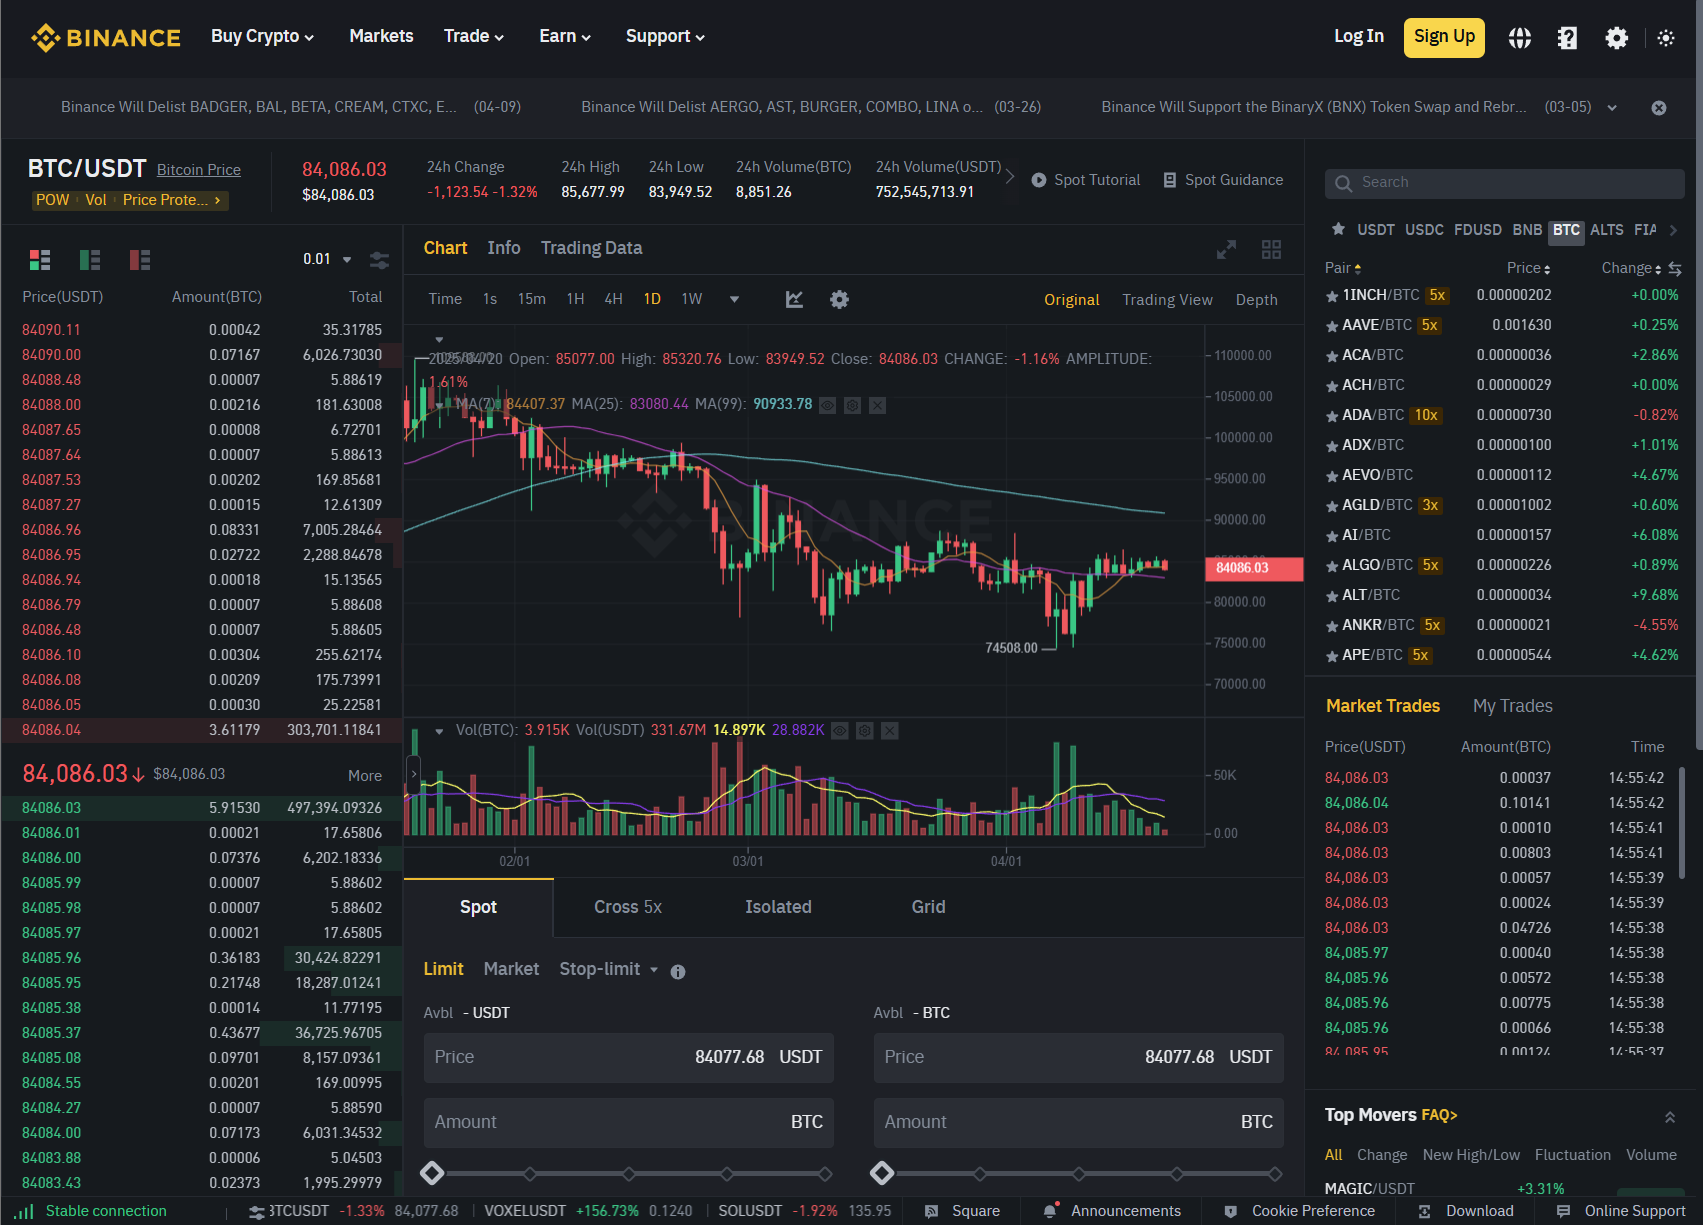 BINANCE Buy Crypto Markets Trade Earn Support Log In Sign Up
Binance Will Delist BADGER, BAL, BETA, CREAM, CTXC, E... (04-09) Binance Will Delist AERGO, AST, BURGER, COMBO, LINA o... (03-26) Binance Will Support the BinaryX (BNX) Token Swap and Rebr... (03-05)
BTC/USDT Bitcoin Price
POW Vol Price Prote... >
84,086.03
$84,086.03
24h Change
-1,123.54 -1.32%
24h High
85,677.99
24h Low
83,949.52
24h Volume(BTC)
8,851.26
24h Volume(USDT)
752,545,713.91
Spot Tutorial Spot Guidance
0.01
Price(USDT) Amount(BTC) Total
84090.11 0.00042 35.31785
84090.00 0.07167 6,026.73030
84088.48 0.00007 5.88619
84088.00 0.00216 181.63008
84087.65 0.00008 6.72701
84087.64 0.00007 5.88613
84087.53 0.00202 169.85681
84087.27 0.00015 12.61309
84086.96 0.08331 7,005.28464
84086.95 0.02722 2,288.84678
84086.94 0.00018 15.13565
84086.79 0.00007 5.88608
84086.48 0.00007 5.88605
84086.10 0.00304 255.62174
84086.08 0.00209 175.73991
84086.05 0.00030 25.22581
84086.04 3.61179 303,701.11841
84,086.03↓ $84,086.03 More
84086.03 5.91530 497,394.09326
84086.01 0.00021 17.65806
84086.00 0.07376 6,202.18336
84085.99 0.00007 5.88602
84085.98 0.00007 5.88602
84085.97 0.00021 17.65805
84085.96 0.36183 30,424.82291
84085.95 0.21748 18,287.01241
84085.38 0.00014 11.77195
84085.37 0.43677 36,725.96705
84085.08 0.09701 8,157.09361
84084.55 0.00201 169.00995
84084.27 0.00007 5.88590
84084.00 0.07173 6,031.34532
84083.88 0.00006 5.04503
84083.43 0.02373 1,995.29979
Chart Info Trading Data
Time 1s 15m 1H 4H 1D 1W Original Trading View Depth
2025/04/20 Open: 85077.00 High: 85320.76 Low: 83949.52 Close: 84086.03 CHANGE: -1.16% AMPLITUDE:
1.61%
MA(7): 84407.37 MA(25): 83080.44 MA(99): 90933.78
BINANCE
110000.00
105000.00
100000.00
95000.00
90000.00
85000.00
84086.03
80000.00
75000.00
70000.00
74508.00
Vol(BTC): 3.915K Vol(USDT) 331.67M 14.897K 28.882K
50K
0.00
02/01 03/01 04/01
Spot Cross 5x Isolated Grid
Limit Market Stop-limit
Avbl - USDT Avbl - BTC
Price 84077.68 USDT Price 84077.68 USDT
Amount BTC Amount BTC
Search
USDT USDC FDUSD BNB BTC ALTS FIA
Pair Price Change
1INCH/BTC 5x 0.00000202 +0.00%
AAVE/BTC 5x 0.001630 +0.25%
ACA/BTC 0.00000036 +2.86%
ACH/BTC 0.00000029 +0.00%
ADA/BTC 10x 0.00000730 -0.82%
ADX/BTC 0.00000100 +1.01%
AEVO/BTC 0.00000112 +4.67%
AGLD/BTC 3x 0.00001002 +0.60%
AI/BTC 0.00000157 +6.08%
ALGO/BTC 5x 0.00000226 +0.89%
ALT/BTC 0.00000034 +9.68%
ANKR/BTC 5x 0.00000021 -4.55%
APE/BTC 5x 0.00000544 +4.62%
Market Trades My Trades
Price(USDT) Amount(BTC) Time
84,086.03 0.00037 14:55:42
84,086.04 0.10141 14:55:42
84,086.03 0.00010 14:55:41
84,086.03 0.00803 14:55:41
84,086.03 0.00057 14:55:39
84,086.03 0.00024 14:55:39
84,086.03 0.04726 14:55:38
84,085.97 0.00040 14:55:38
84,085.96 0.00572 14:55:38
84,085.96 0.00775 14:55:38
84,085.96 0.00066 14:55:38
84,085.95 0.00124 14:55:37
Top Movers FAQ>
All Change New High/Low Fluctuation Volume
MAGIC/USDT +3.31%
Stable connection BTCUSDT -1.33% 84,077.68 VOXELUSDT +156.73% 0.1240 SOLUSDT -1.92% 135.95 Square Announcements Cookie Preference Download Online Support